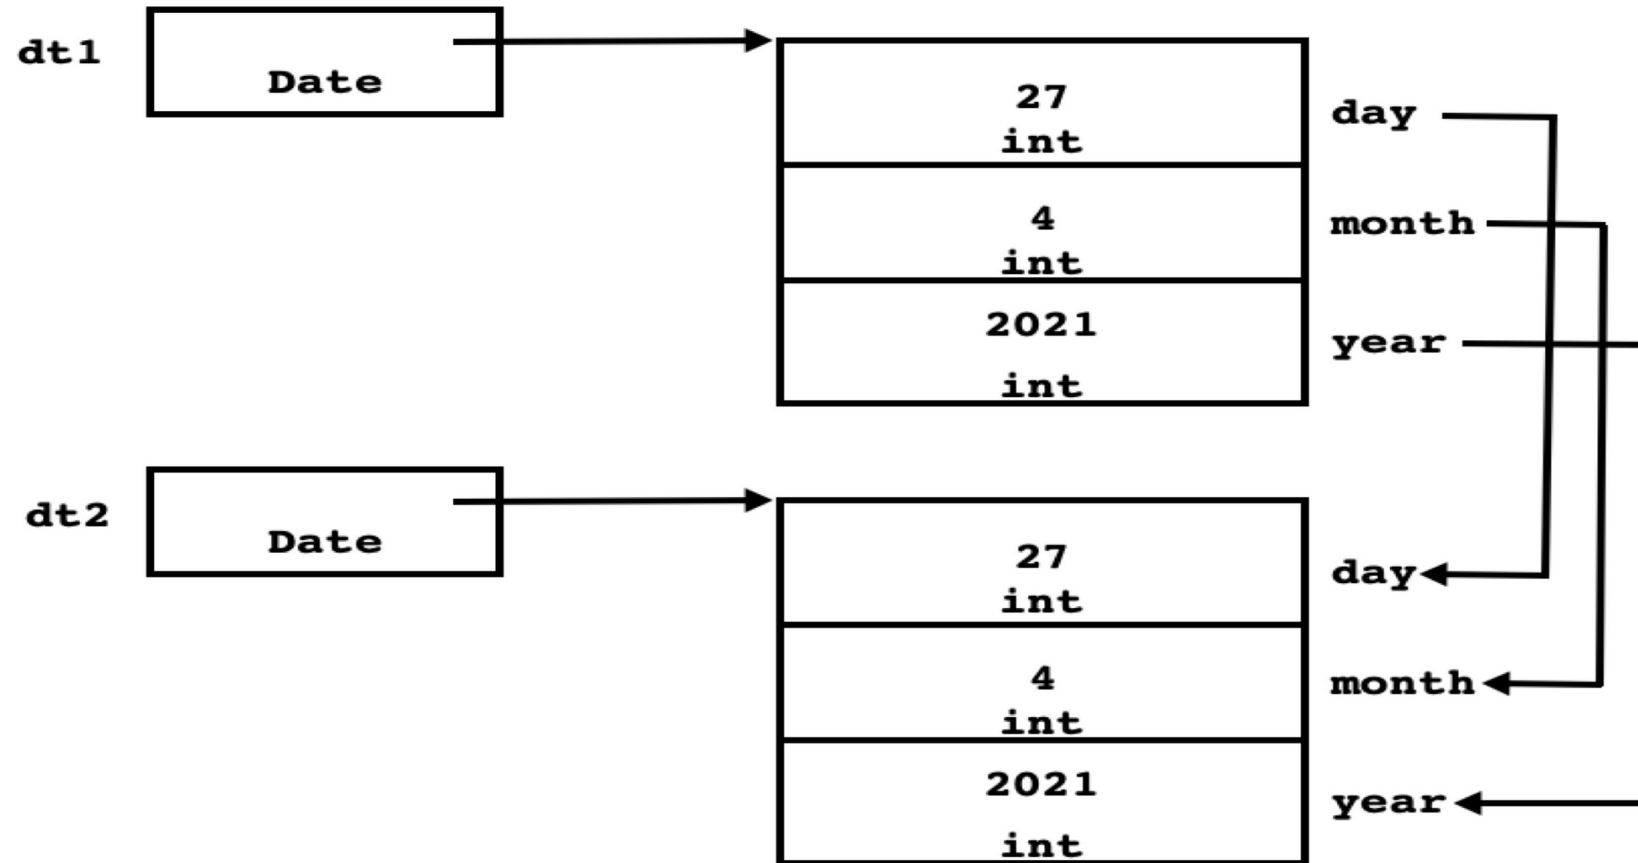 dt1
Date
27
int
day
4
int
month
2021
int
year
dt2
Date
27
int
day
4
int
month
2021
int
year